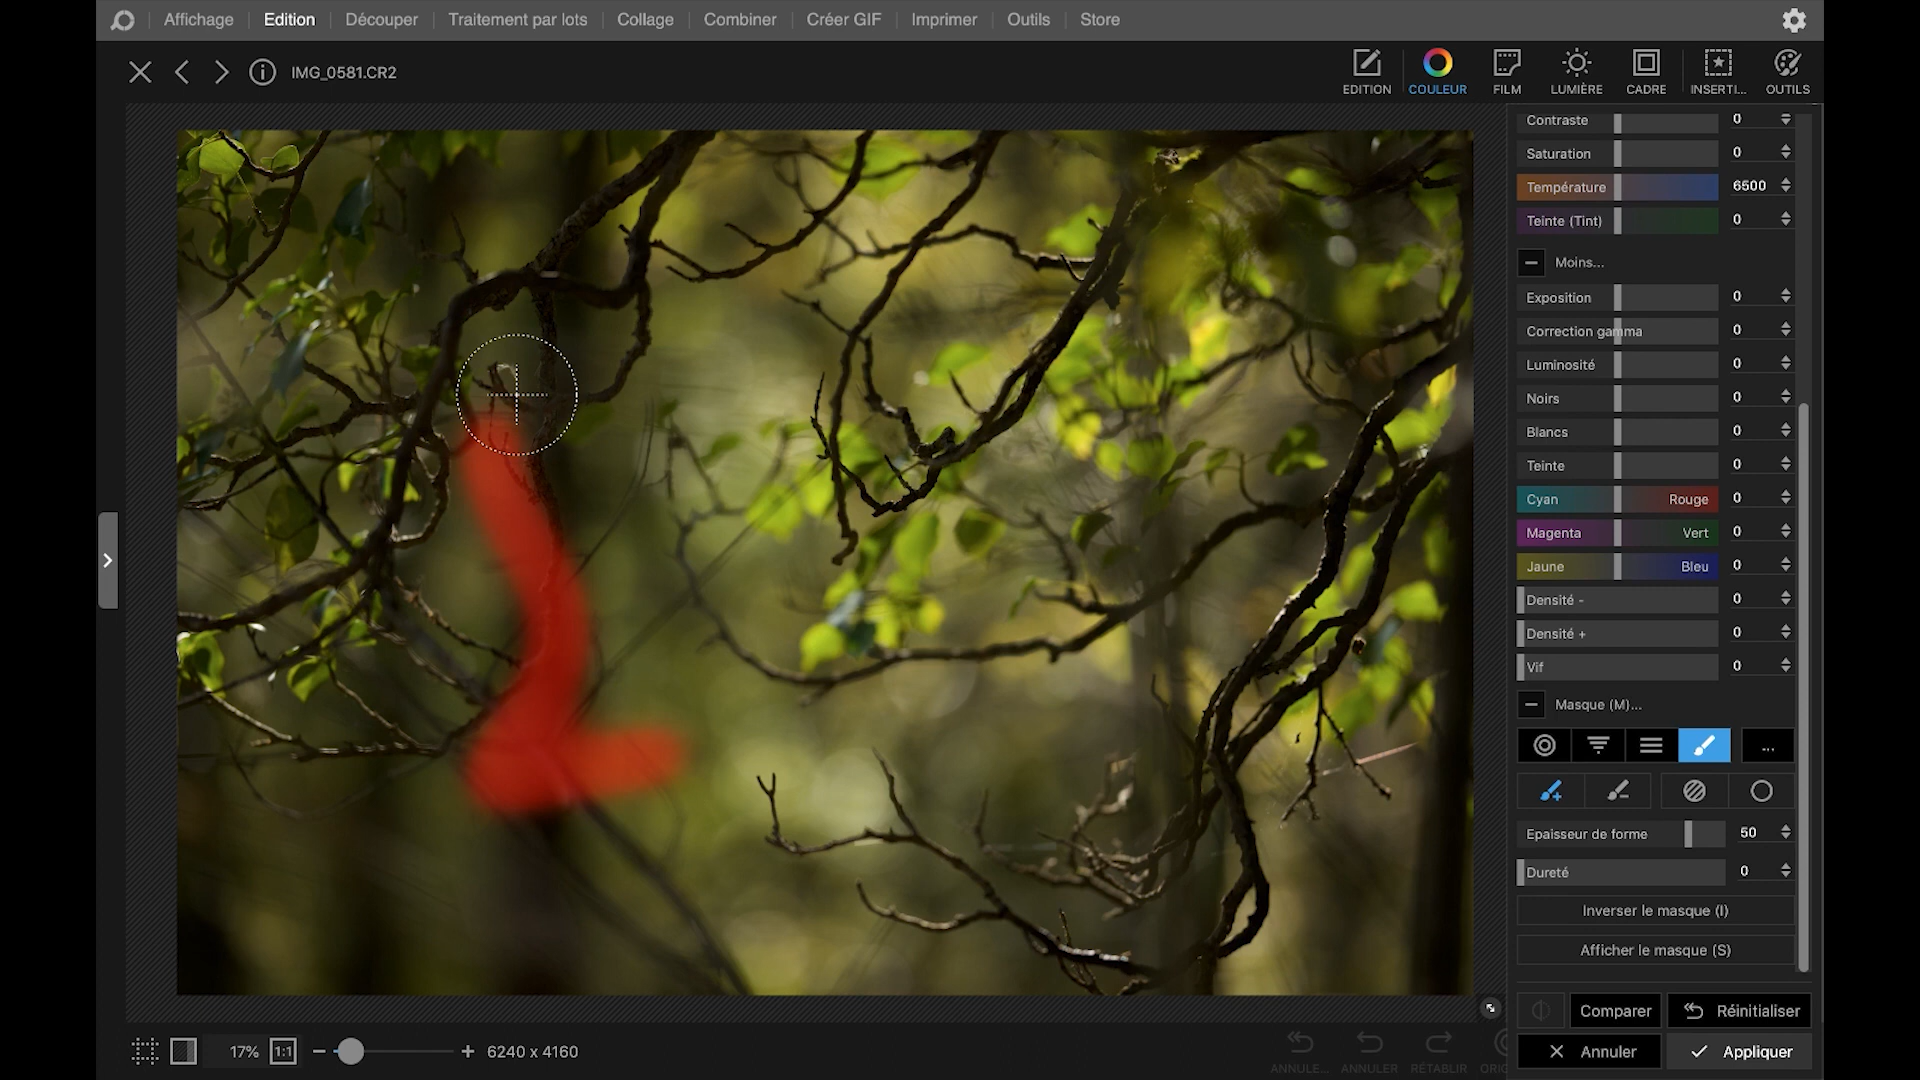 Affichage Edition Découper Traitement par lots Collage Combiner Créer GIF Imprimer Outils Store
IMG_0581.CR2
EDITION COULEUR FILM LUMIÈRE CADRE INSERTI... OUTILS
Contraste 0
Saturation 0
Température 6500
Teinte (Tint) 0
Moins...
Exposition 0
Correction gamma 0
Luminosité 0
Noirs 0
Blancs 0
Teinte 0
Cyan Rouge 0
Magenta Vert 0
Jaune Bleu 0
Densité - 0
Densité + 0
Vif 0
Masque (M)...
...
Epaisseur de forme 50
Dureté 0
Inverser le masque (I)
Afficher le masque (S)
Comparer Réinitialiser
17% 1:1 6240 x 4160
ANNULE... ANNULER RÉTABLIR ORIG
Annuler Appliquer